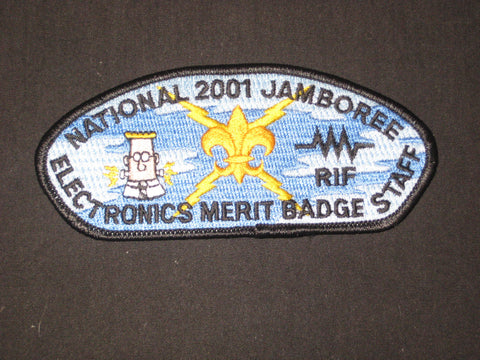 NATIONAL 2001 JAMBOREE
RIF
ELECTRONICS MERIT BADGE STAFF